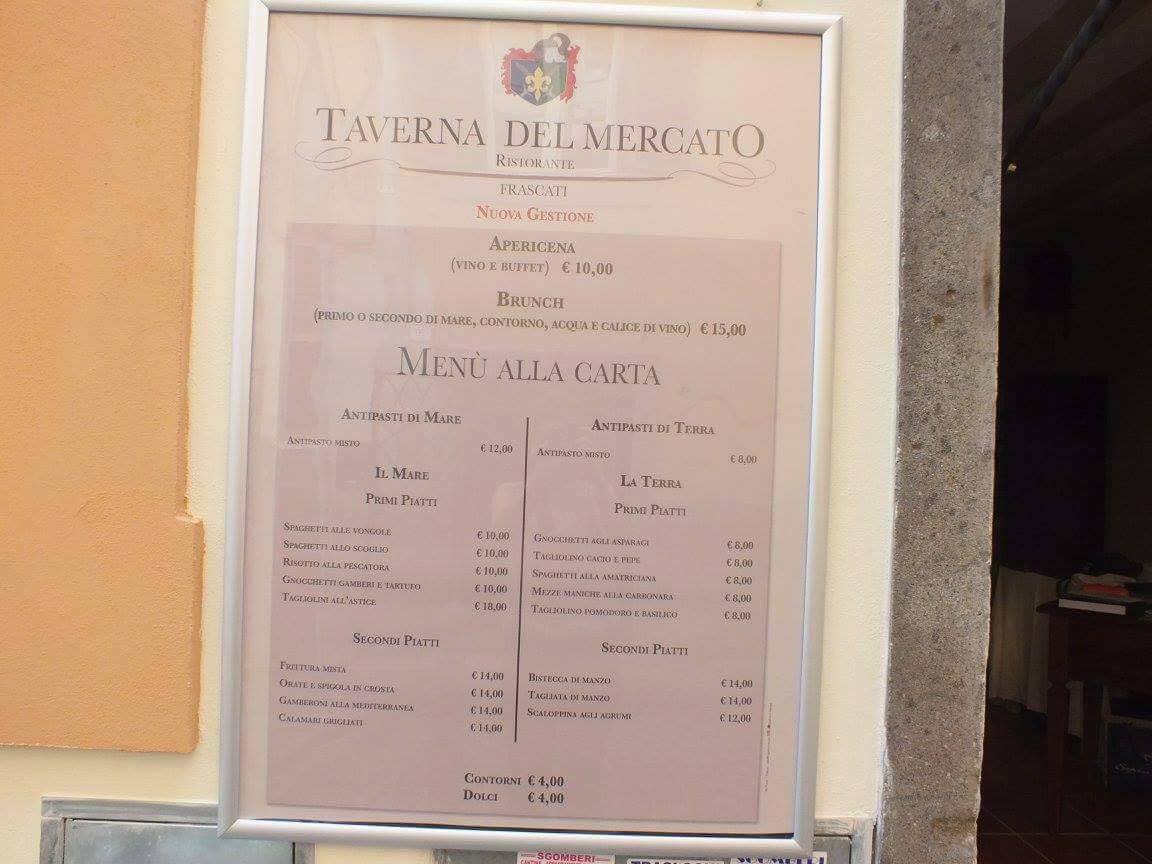 TAVERNA DEL MERCATO
RISTORANTE
FRASCATI
NUOVA GESTIONE
APERICENA
(VINO E BUFFET) € 10,00
BRUNCH
(PRIMO O SECONDO DI MARE, CONTORNO, ACQUA E CALICE DI VINO) € 15,00
MENÙ ALLA CARTA
ANTIPASTI DI MARE
ANTIPASTO MISTO € 12,00
IL MARE
PRIMI PIATTI
SPAGHETTI ALLE VONGOLE € 10,00
SPAGHETTI ALLO SCOGLIO € 10,00
RISOTTO ALLA PESCATORA € 10,00
GNOCCHETTI GAMBERI E TARTUFO € 10,00
TAGLIOLINI ALL'ASTICE € 18,00
SECONDI PIATTI
FRITTURA MISTA € 14,00
ORATE E SPIGOLA IN CROSTA € 14,00
GAMBERONI ALLA MEDITERRANEA € 14,00
CALAMARI GRIGLIATI € 14,00
ANTIPASTI DI TERRA
ANTIPASTO MISTO € 8,00
LA TERRA
PRIMI PIATTI
GNOCCHETTI AGLI ASPARAGI € 8,00
TAGLIOLINO CACIO E PEPE € 8,00
SPAGHETTI ALLA AMATRICIANA € 8,00
MEZZE MANICHE ALLA CARBONARA € 8,00
TAGLIOLINO POMODORO E BASILICO € 8,00
SECONDI PIATTI
BISTECCA DI MANZO € 14,00
TAGLIATA DI MANZO € 14,00
SCALOPPINA AGLI AGRUMI € 12,00
CONTORNI € 4,00
DOLCI € 4,00
SGOMBERI